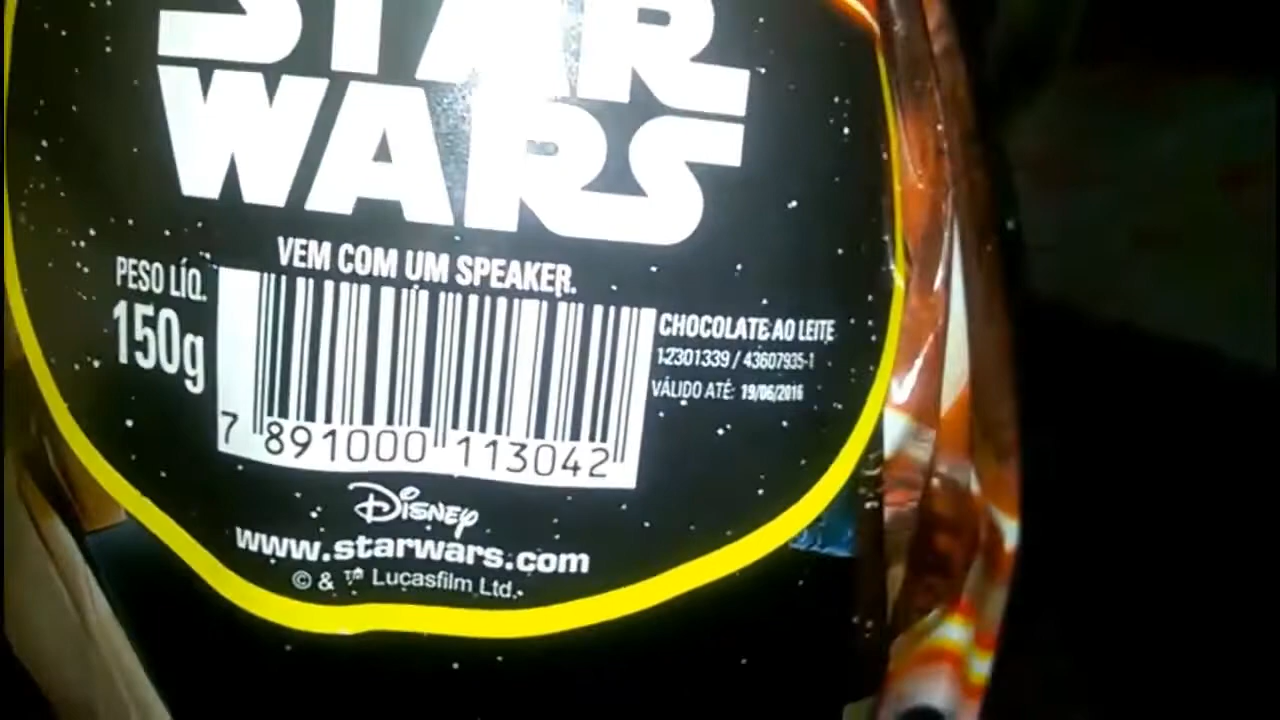 STAR
WARS
VEM COM UM SPEAKER.
PESO LÍQ.
150g
CHOCOLATE AO LEITE
12301339 / 43607935-1
VÁLIDO ATÉ: 19/06/2016
7 891000 113042
Disney
www.starwars.com
© & ™ Lucasfilm Ltd.